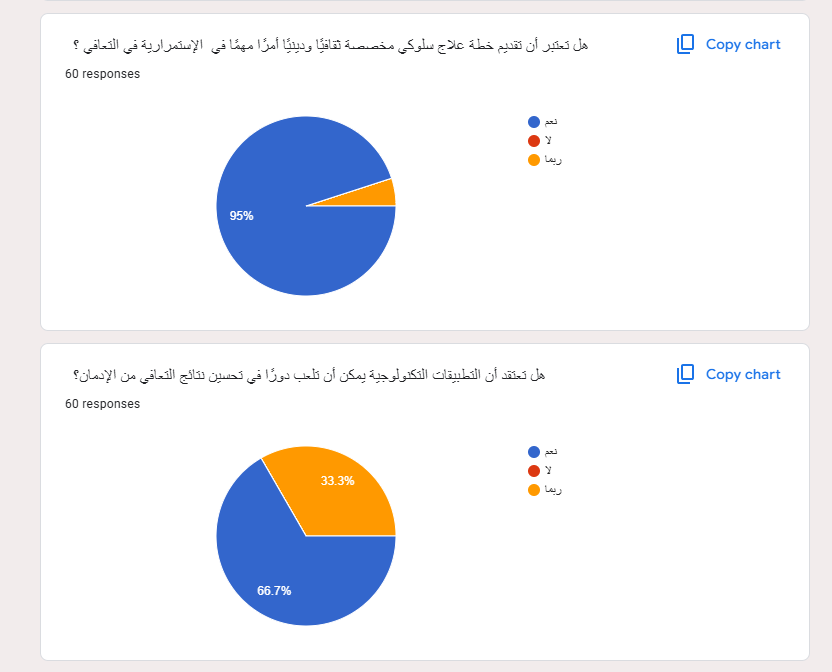 هل تعتبر أن تقديم خطة علاج سلوكي مخصصة ثقافيًا ودينيًا أمرًا مهمًا في الإستمرارية في التعافي ؟
Copy chart
60 responses
نعم
لا
ربما
95%
هل تعتقد أن التطبيقات التكنولوجية يمكن أن تلعب دورًا في تحسين نتائج التعافي من الإدمان؟
Copy chart
60 responses
نعم
لا
ربما
33.3%
66.7%